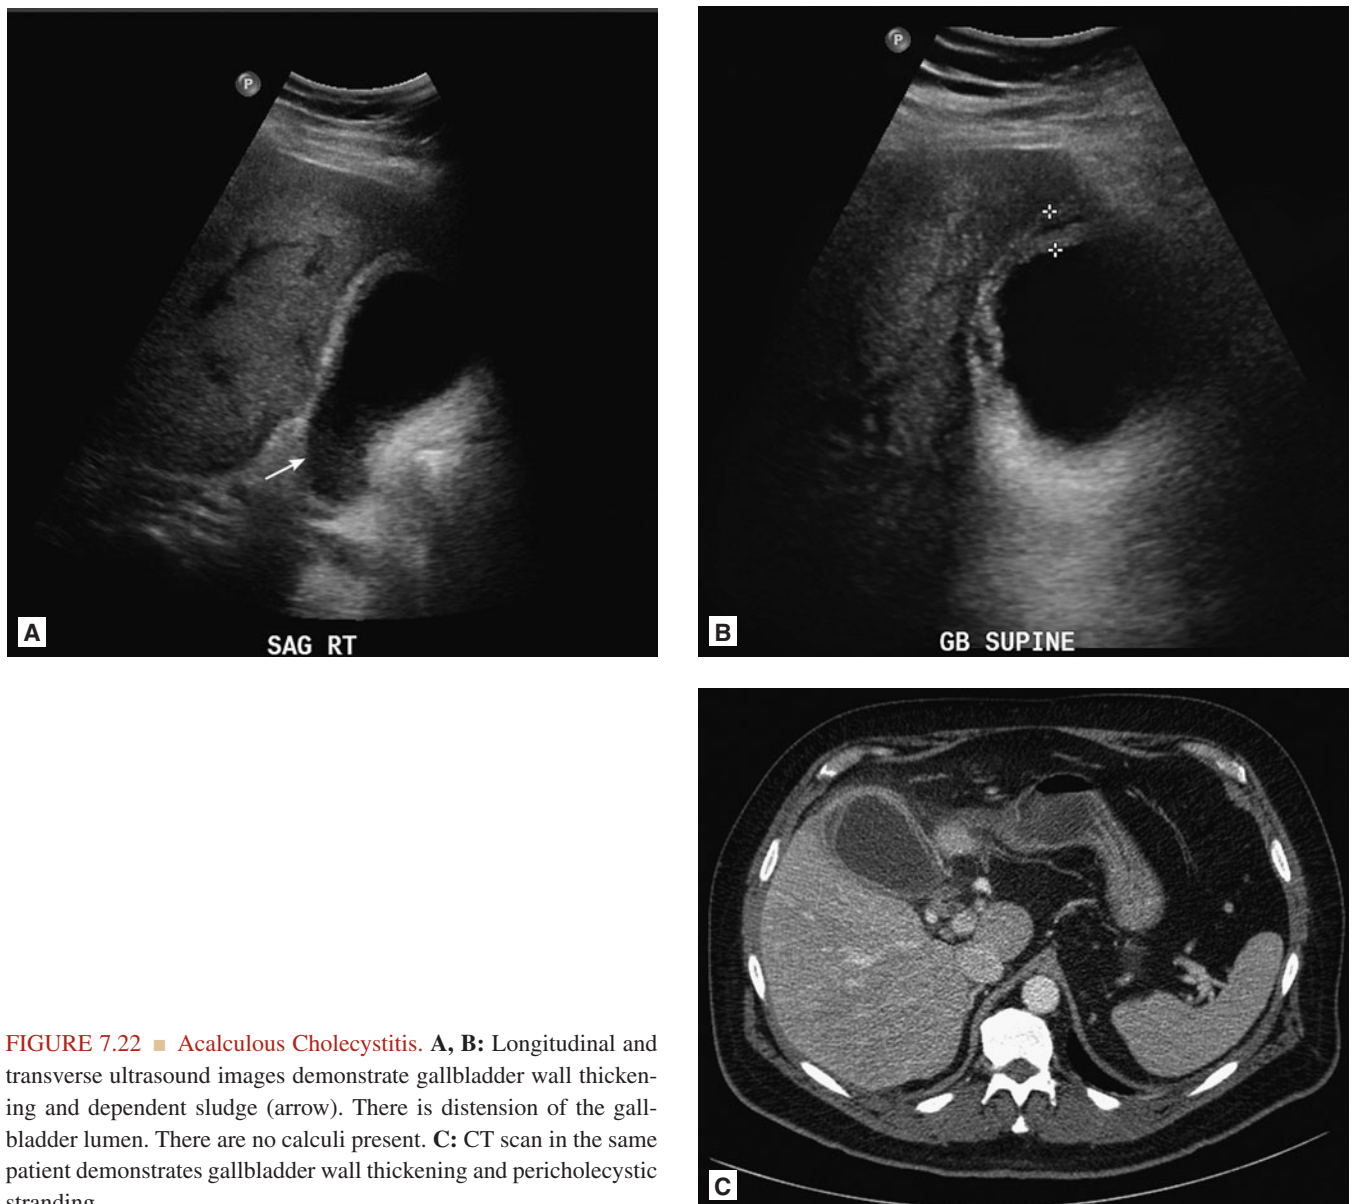 P
A
SAG RT
P
B
GB SUPINE
C
FIGURE 7.22 ■ Acalculous Cholecystitis. A, B: Longitudinal and
transverse ultrasound images demonstrate gallbladder wall thicken-
ing and dependent sludge (arrow). There is distension of the gall-
bladder lumen. There are no calculi present. C: CT scan in the same
patient demonstrates gallbladder wall thickening and pericholecystic
stranding.